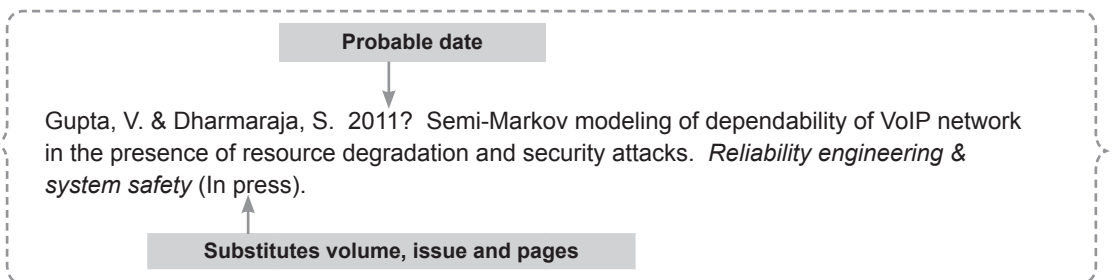 Probable date
Gupta, V. & Dharmaraja, S.  2011?  Semi-Markov modeling of dependability of VoIP network
in the presence of resource degradation and security attacks.  Reliability engineering &
system safety (In press).
Substitutes volume, issue and pages